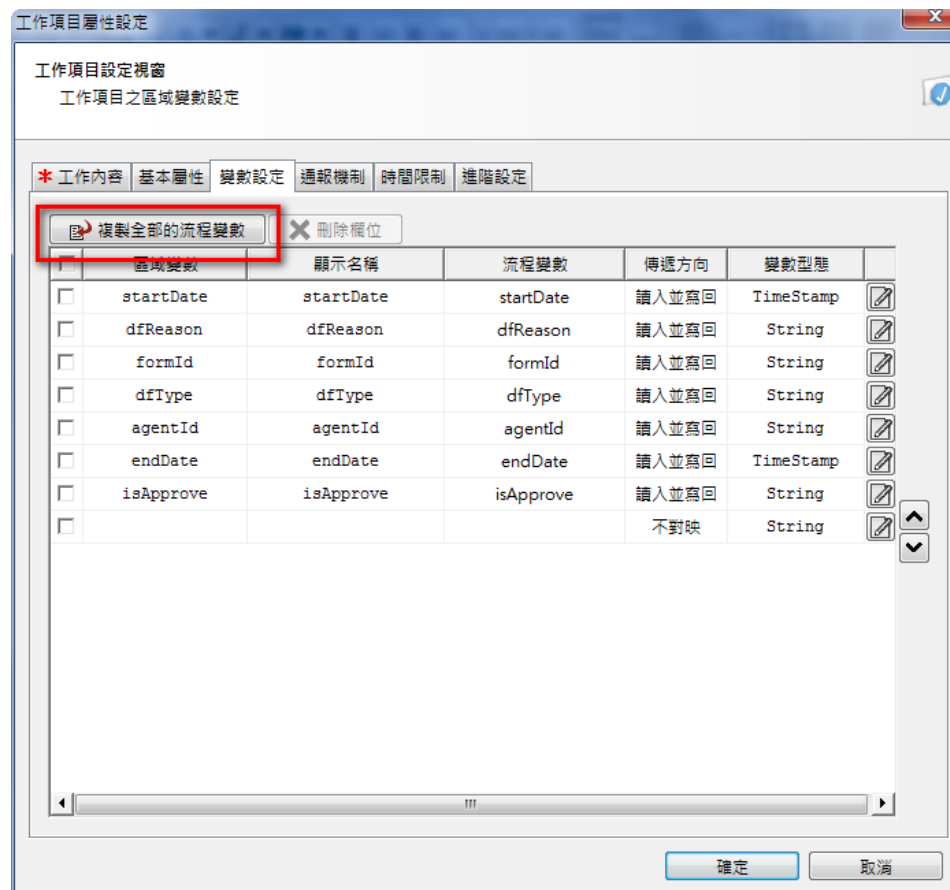 工作項目屬性設定
工作項目設定視窗
工作項目之區域變數設定
* 工作內容 基本屬性 變數設定 通報機制 時間限制 進階設定
複製全部的流程變數 刪除欄位
區域變數 顯示名稱 流程變數 傳遞方向 變數型態
startDate startDate startDate 讀入並寫回 TimeStamp
dfReason dfReason dfReason 讀入並寫回 String
formId formId formId 讀入並寫回 String
dfType dfType dfType 讀入並寫回 String
agentId agentId agentId 讀入並寫回 String
endDate endDate endDate 讀入並寫回 TimeStamp
isApprove isApprove isApprove 讀入並寫回 String
不對映 String
確定 取消